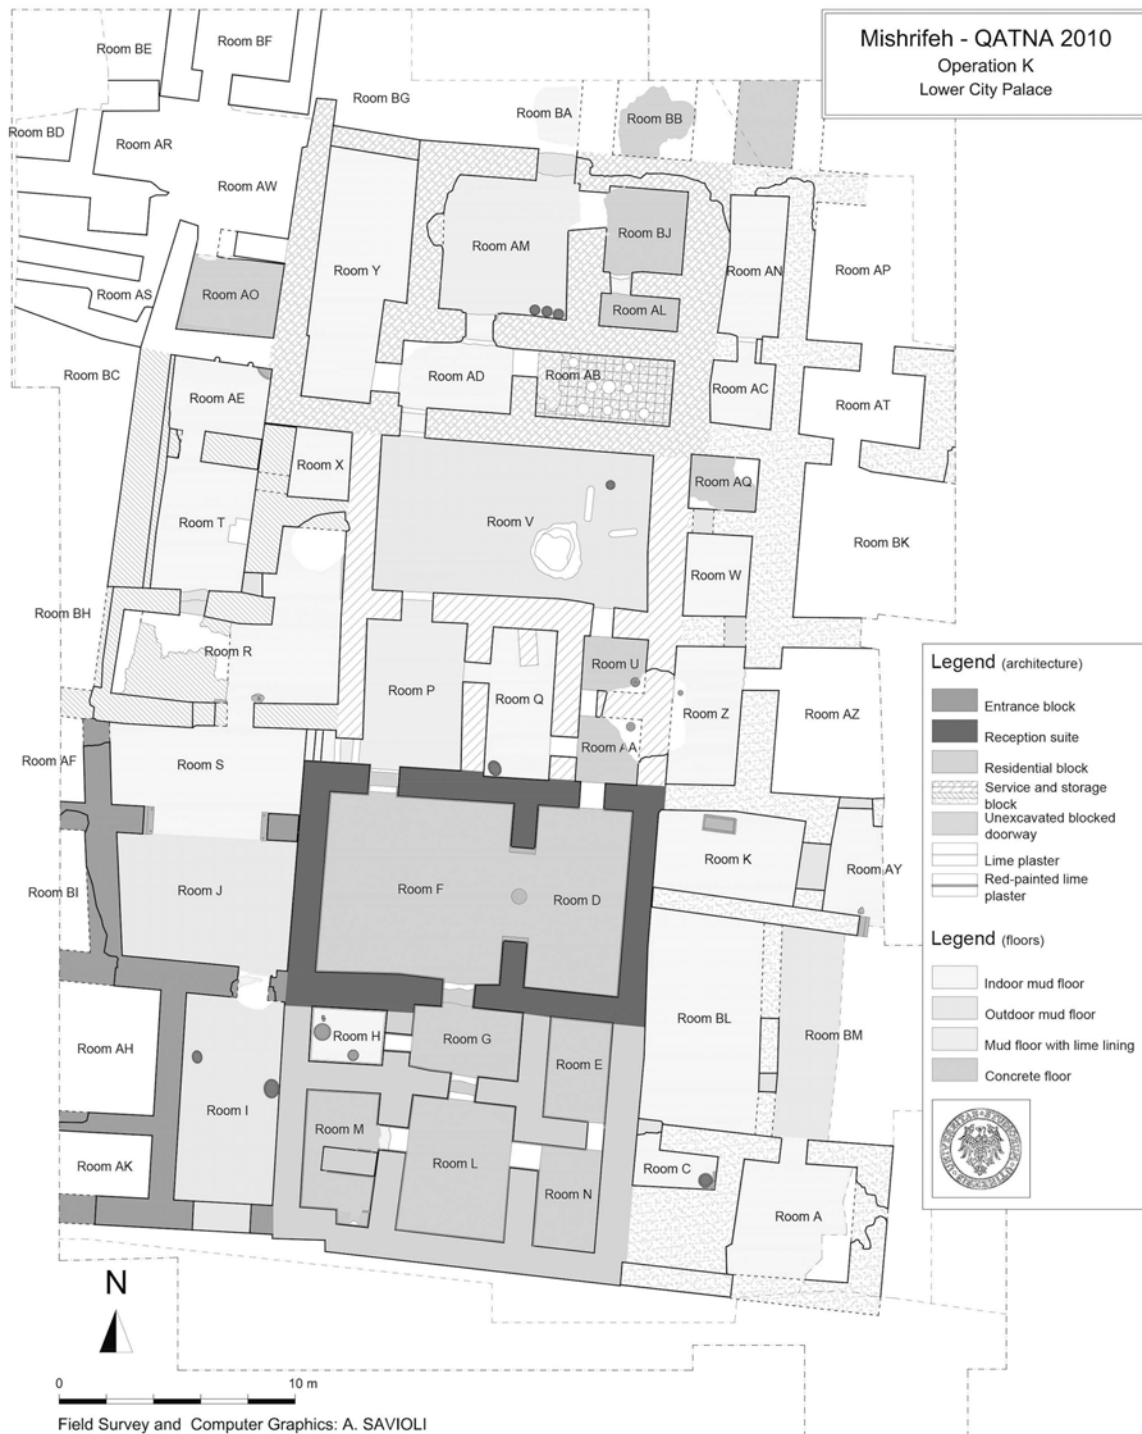 Mishrifeh - QATNA 2010
Operation K
Lower City Palace
Room BE
Room BF
Room BG
Room BA
Room BB
Room BD
Room AR
Room AW
Room AM
Room BJ
Room Y
Room AN
Room AP
Room AS
Room AO
Room AL
Room BC
Room AE
Room AD
Room AB
Room AC
Room AT
Room X
Room AQ
Room T
Room V
Room BK
Room W
Room BH
Room R
Room U
Room P
Room Q
Room Z
Room AZ
Room AA
Room AF
Room S
Room K
Room AY
Room BI
Room J
Room F
Room D
Room BL
Room BM
Room AH
Room H
Room G
Room E
Room I
Room M
Room L
Room AK
Room C
Room N
Room A
Legend (architecture)
Entrance block
Reception suite
Residential block
Service and storage
block
Unexcavated blocked
doorway
Lime plaster
Red-painted lime
plaster
Legend (floors)
Indoor mud floor
Outdoor mud floor
Mud floor with lime lining
Concrete floor
N
0 10 m
Field Survey and Computer Graphics: A. SAVIOLI